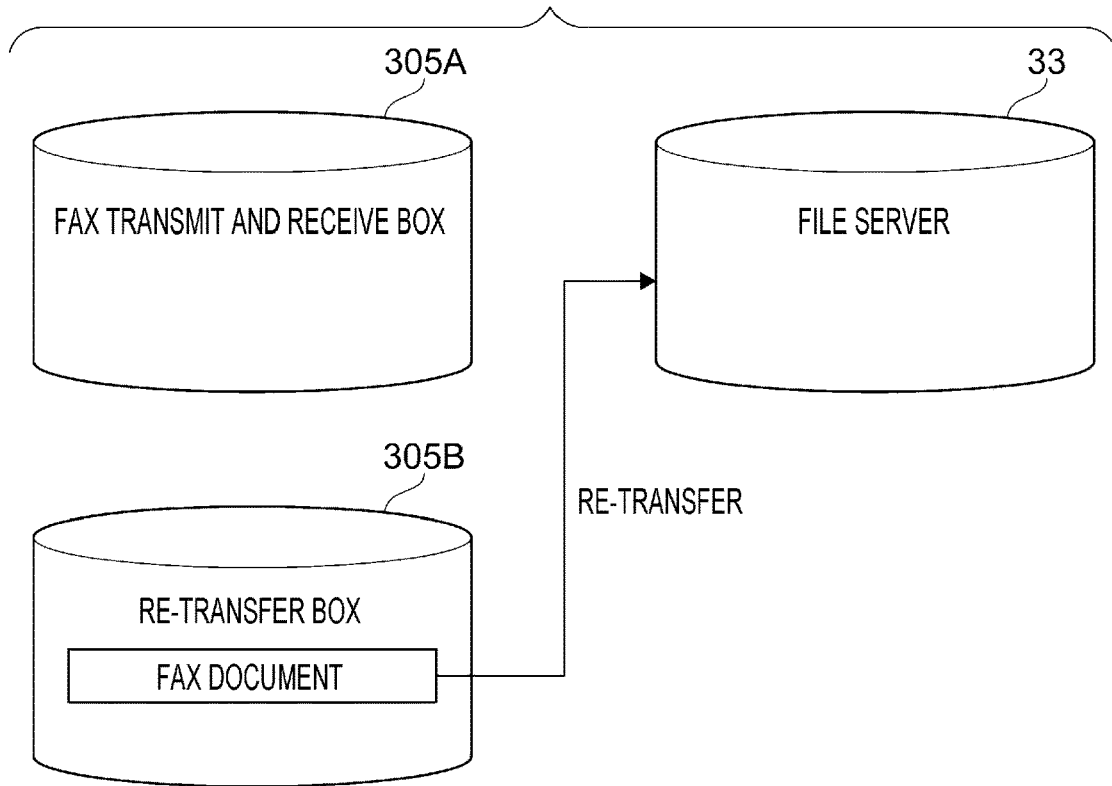 305A
33
FAX TRANSMIT AND RECEIVE BOX
FILE SERVER
305B
RE-TRANSFER
RE-TRANSFER BOX
FAX DOCUMENT